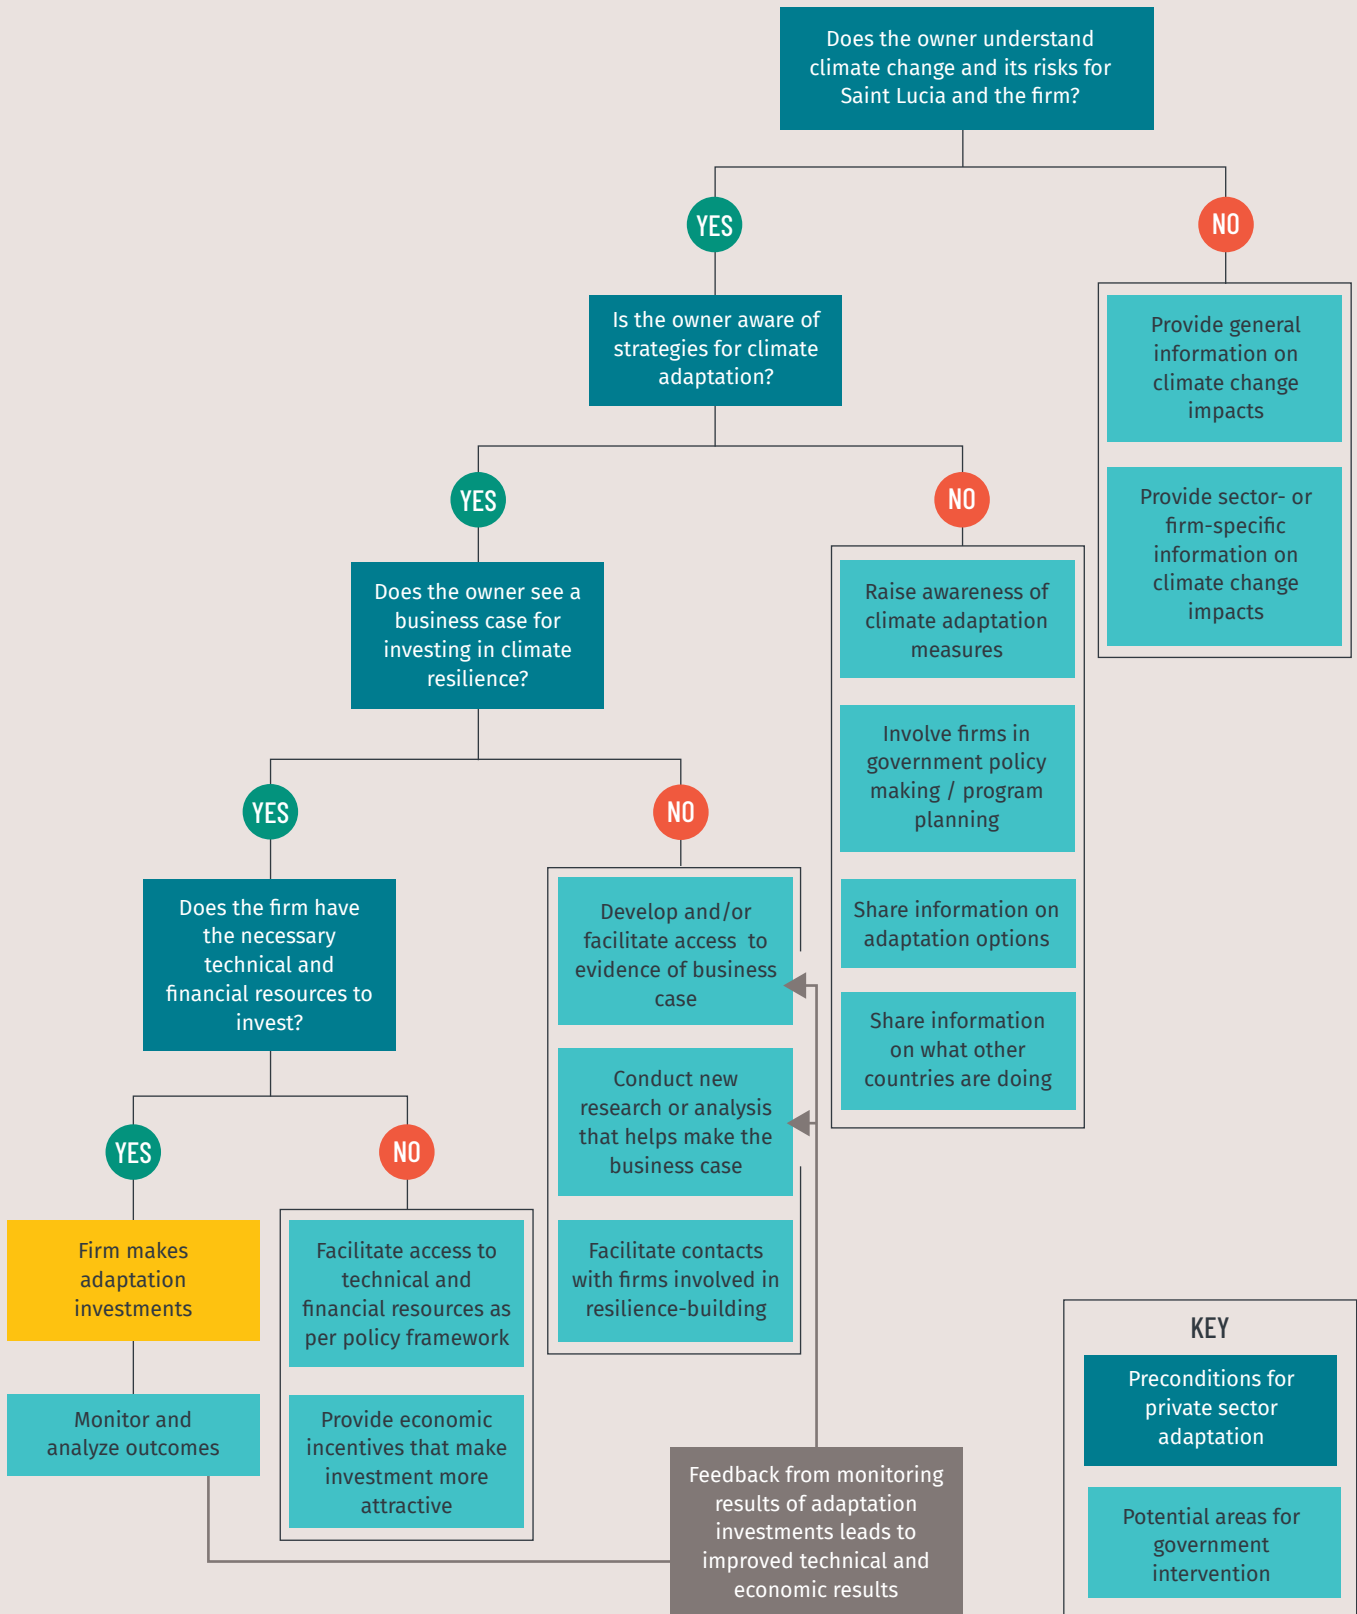 Does the owner understand
climate change and its risks for
Saint Lucia and the firm?
YES
NO
Is the owner aware of
strategies for climate
adaptation?
Provide general
information on
climate change
impacts
Provide sector- or
firm-specific
information on
climate change
impacts
YES
NO
Does the owner see a
business case for
investing in climate
resilience?
Raise awareness of
climate adaptation
measures
Involve firms in
government policy
making / program
planning
Share information on
adaptation options
Share information
on what other
countries are doing
YES
NO
Does the firm have
the necessary
technical and
financial resources to
invest?
Develop and/or
facilitate access to
evidence of business
case
Conduct new
research or analysis
that helps make the
business case
Facilitate contacts
with firms involved in
resilience-building
YES
NO
Firm makes
adaptation
investments
Monitor and
analyze outcomes
Facilitate access to
technical and
financial resources as
per policy framework
Provide economic
incentives that make
investment more
attractive
Feedback from monitoring
results of adaptation
investments leads to
improved technical and
economic results
KEY
Preconditions for
private sector
adaptation
Potential areas for
government
intervention